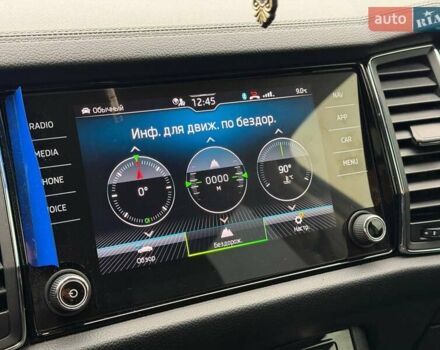 auto RIA
Обычный 12:45 9.0°C
RADIO NAV
Инф. для движ. по бездор.
MEDIA APP
PHONE CAR
VOICE MENU
0° 0000 90°
М °C
Обзор Бездорож. Настр.